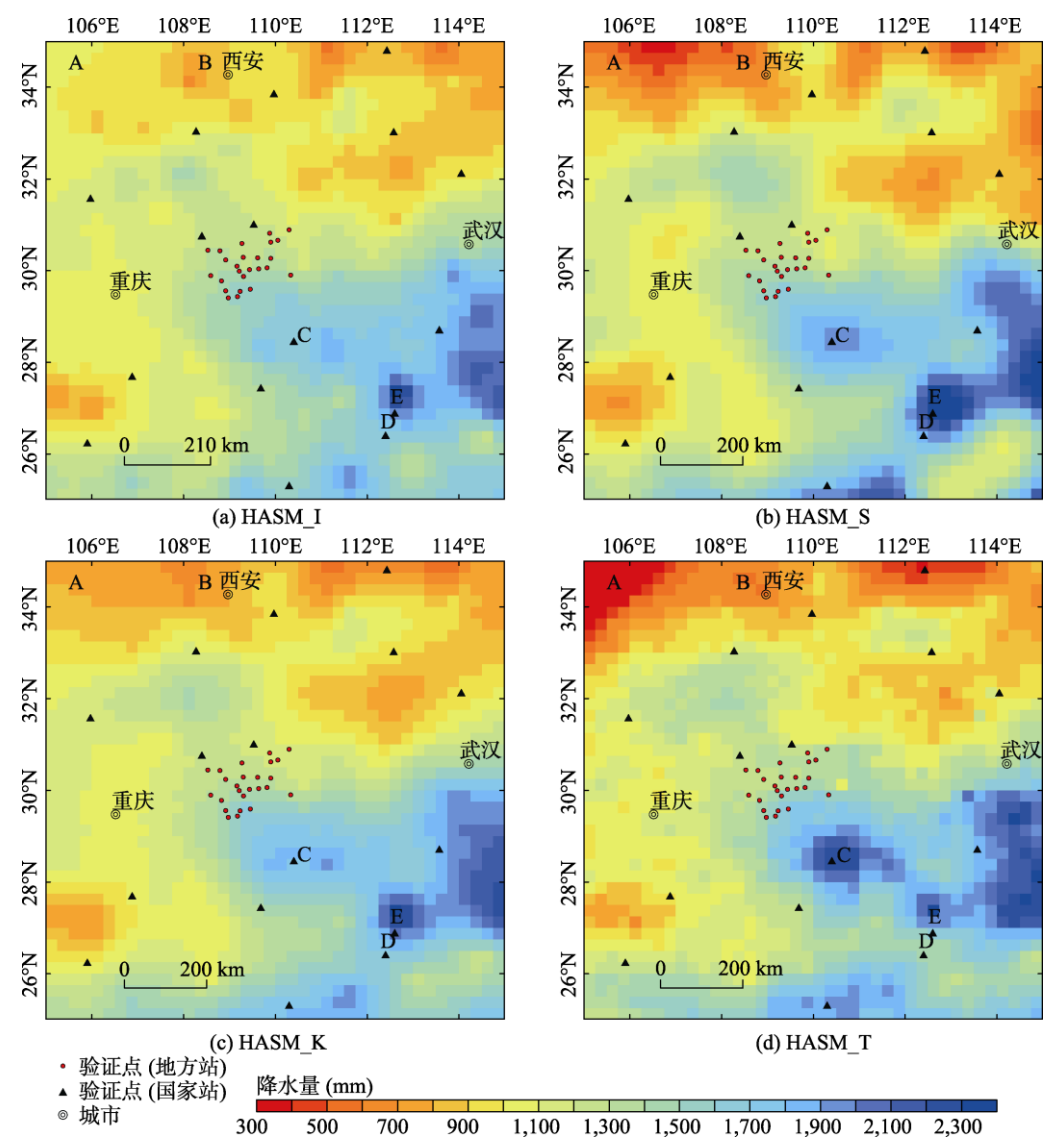 106°E 108°E 110°E 112°E 114°E
106°E 108°E 110°E 112°E 114°E
A B 西安
A B 西安
34°N
34°N
32°N
32°N
武汉
武汉
30°N
30°N
重庆
重庆
C
C
28°N
28°N
E
E
D
D
0 210 km
0 200 km
26°N
26°N
(a) HASM_I
(b) HASM_S
106°E 108°E 110°E 112°E 114°E
106°E 108°E 110°E 112°E 114°E
A B 西安
A B 西安
34°N
34°N
32°N
32°N
武汉
武汉
30°N
30°N
重庆
重庆
C
C
28°N
28°N
E
E
D
D
0 200 km
0 200 km
26°N
26°N
(c) HASM_K
(d) HASM_T
验证点 (地方站)
验证点 (国家站)
城市
降水量 (mm)
300 500 700 900 1,100 1,300 1,500 1,700 1,900 2,100 2,300